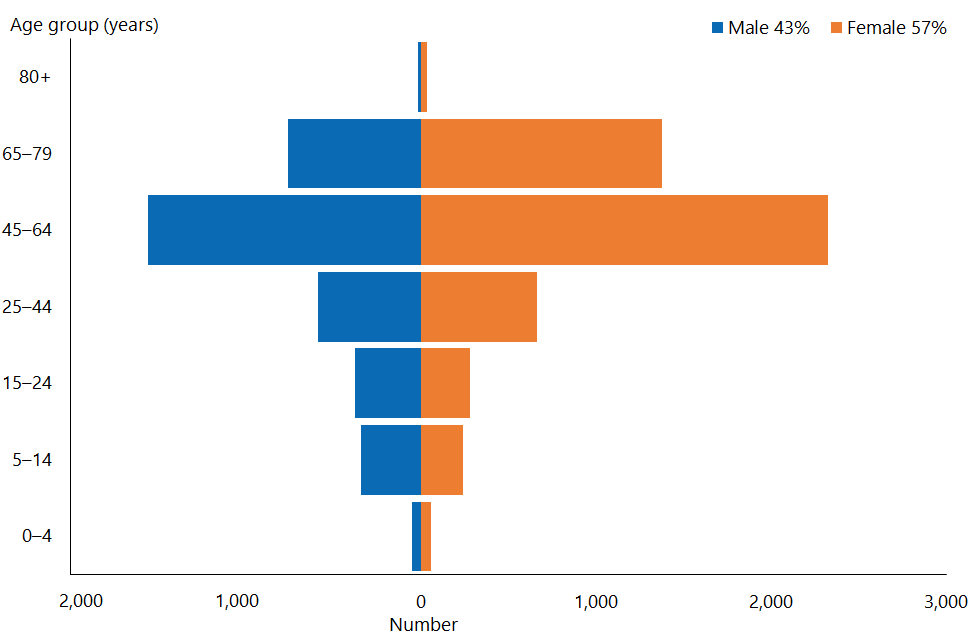 Age group (years)
Male 43% Female 57%
80+
65–79
45–64
25–44
15–24
5–14
0–4
2,000 1,000 0 1,000 2,000 3,000
Number